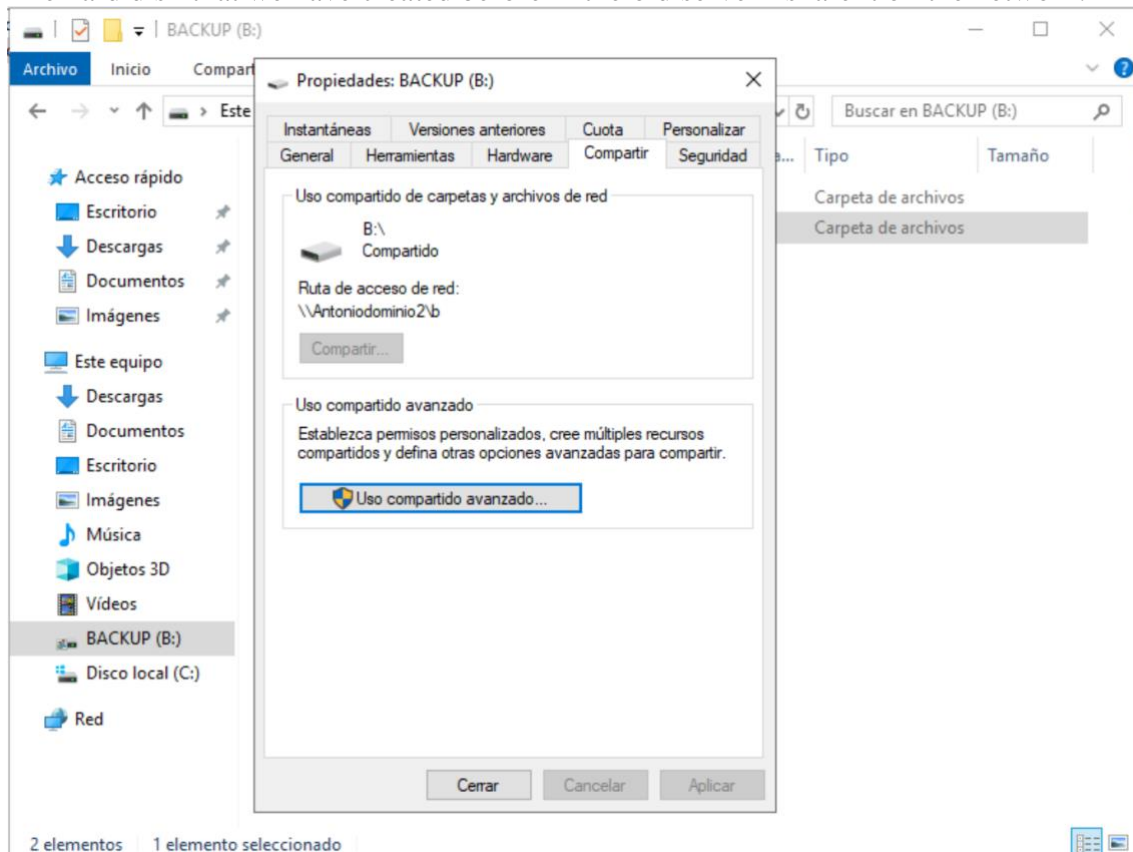 BACKUP (B:)
Archivo Inicio Compart
Este
Buscar en BACKUP (B:)
Propiedades: BACKUP (B:)
Instantáneas Versiones anteriores Cuota Personalizar
General Herramientas Hardware Compartir Seguridad
Uso compartido de carpetas y archivos de red
B:\
Compartido
Ruta de acceso de red:
\\Antoniodominio2\b
Compartir...
Uso compartido avanzado
Establezca permisos personalizados, cree múltiples recursos
compartidos y defina otras opciones avanzadas para compartir.
Uso compartido avanzado...
Cerrar Cancelar Aplicar
Acceso rápido
Escritorio
Descargas
Documentos
Imágenes
Este equipo
Descargas
Documentos
Escritorio
Imágenes
Música
Objetos 3D
Vídeos
BACKUP (B:)
Disco local (C:)
Red
Tipo Tamaño
Carpeta de archivos
Carpeta de archivos
2 elementos 1 elemento seleccionado